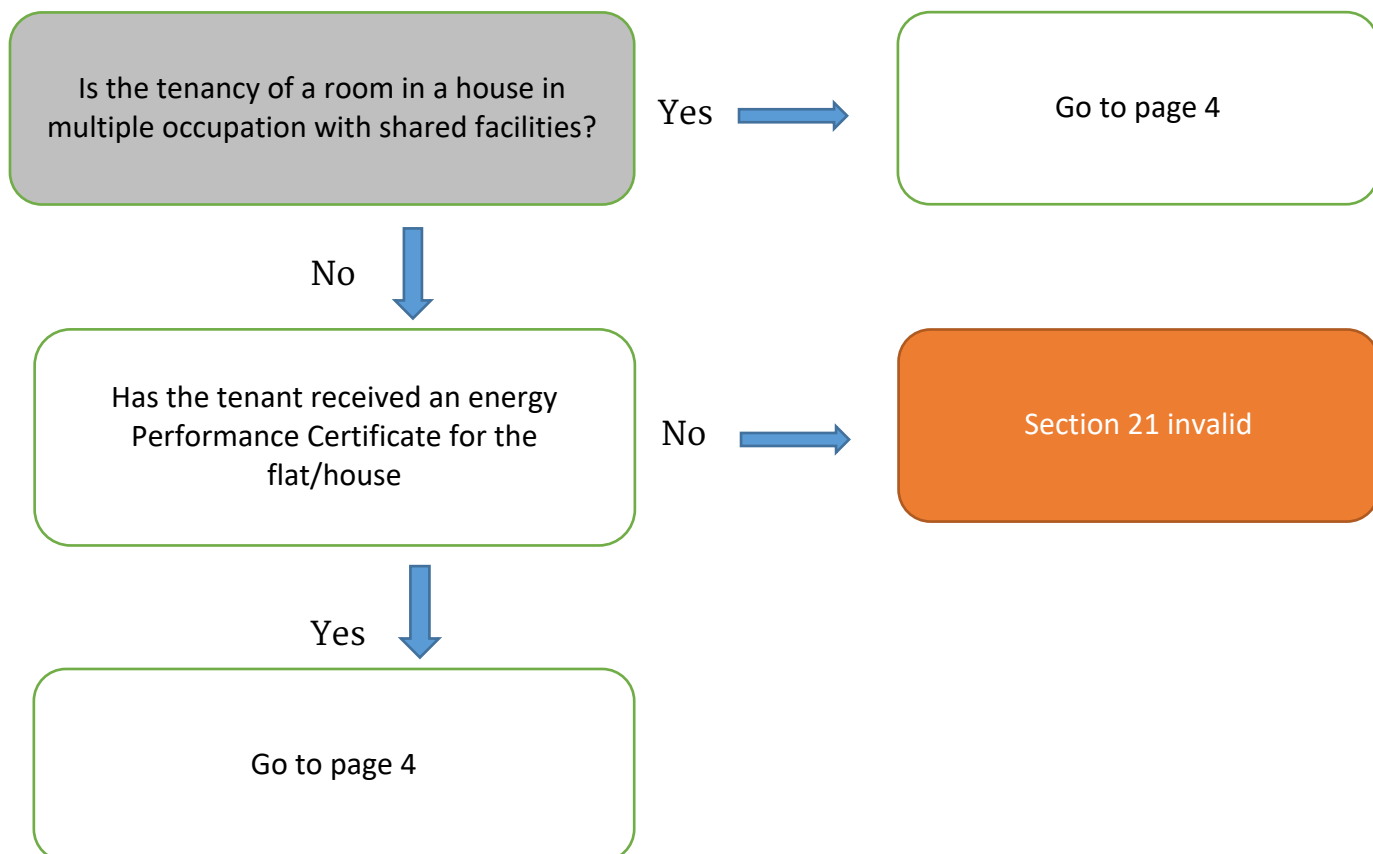 Is the tenancy of a room in a house in
multiple occupation with shared facilities?
Yes
Go to page 4
No
Has the tenant received an energy
Performance Certificate for the
flat/house
No
Section 21 invalid
Yes
Go to page 4